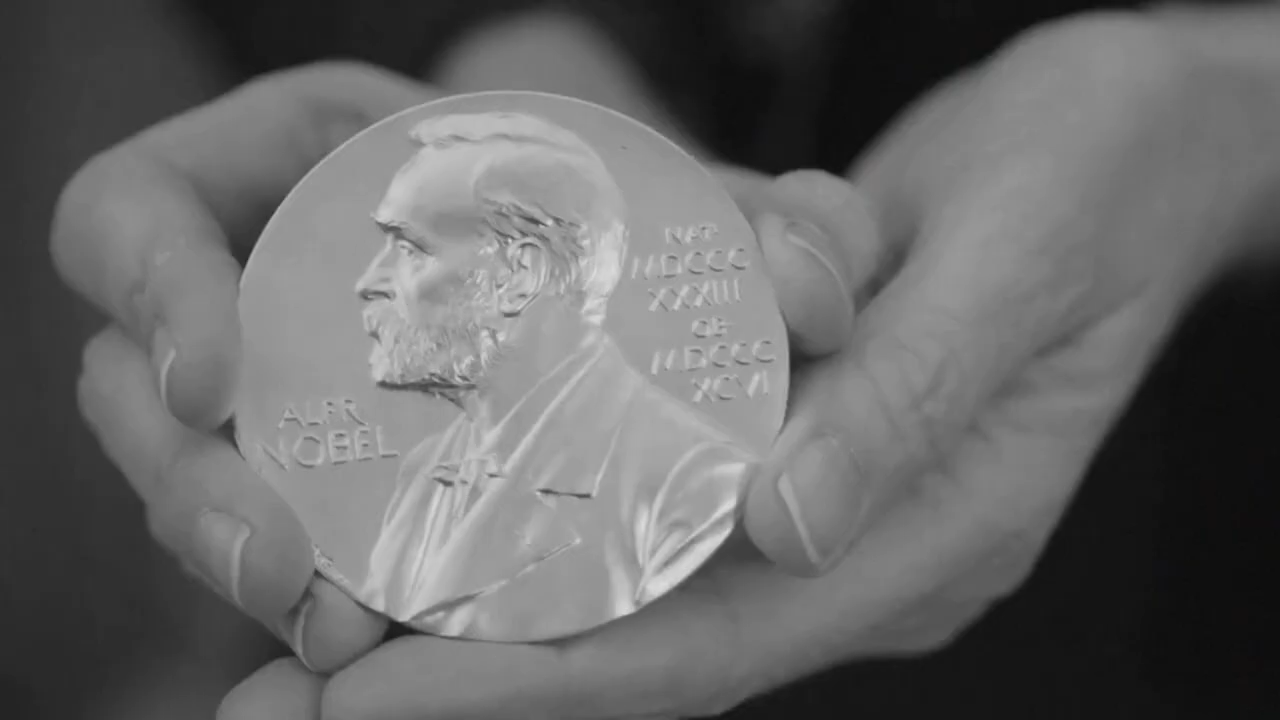 ALFR
NOBEL
NAT
MDCCC
XXXIII
OB
MDCCC
XCVI